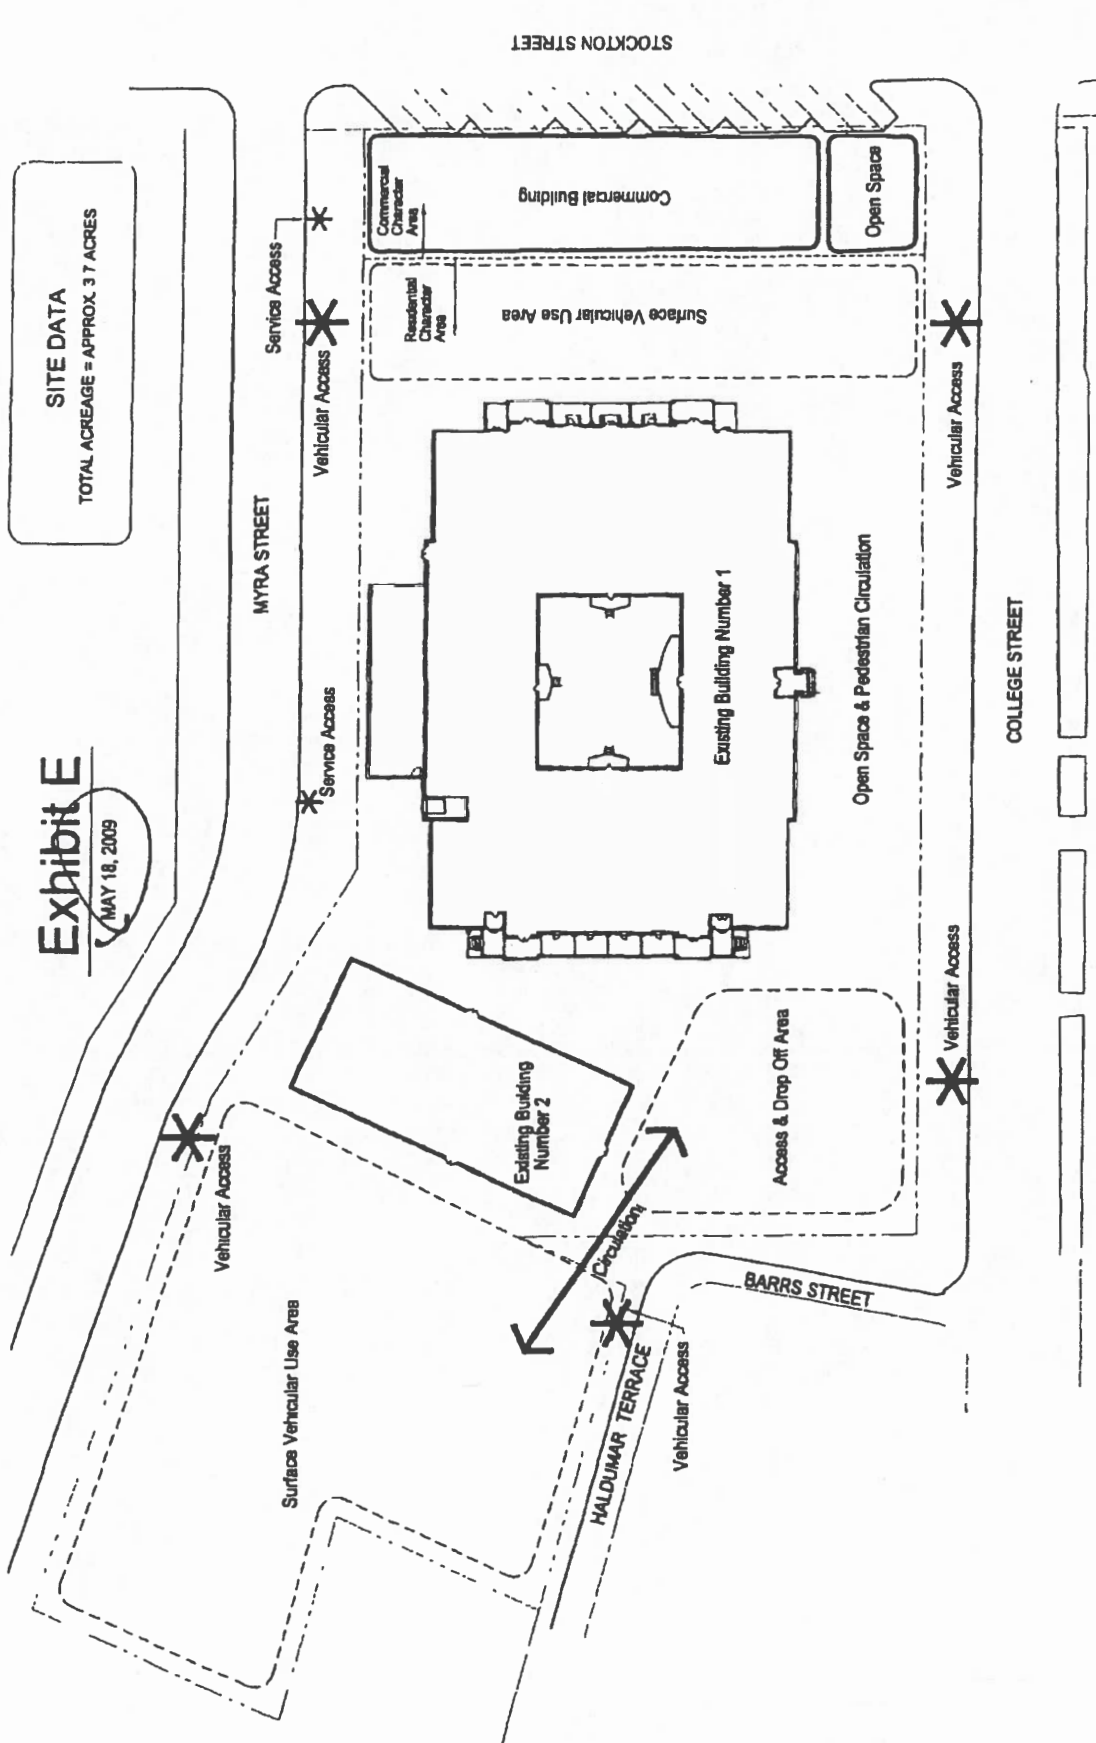 Exhibit E
MAY 18, 2009
SITE DATA
TOTAL ACREAGE = APPROX. 3 7 ACRES
STOCKTON STREET
MYRA STREET
Service Access
Vehicular Access
Service Access
Vehicular Access
Commercial
Character
Area
Residential
Character
Area
Commercial Building
Open Space
Surface Vehicular Use Area
Vehicular Access
Existing Building Number 1
Open Space & Pedestrian Circulation
COLLEGE STREET
Existing Building
Number 2
Access & Drop Off Area
Vehicular Access
Circulation
Surface Vehicular Use Area
BARRS STREET
HALDUMAR TERRACE
Vehicular Access